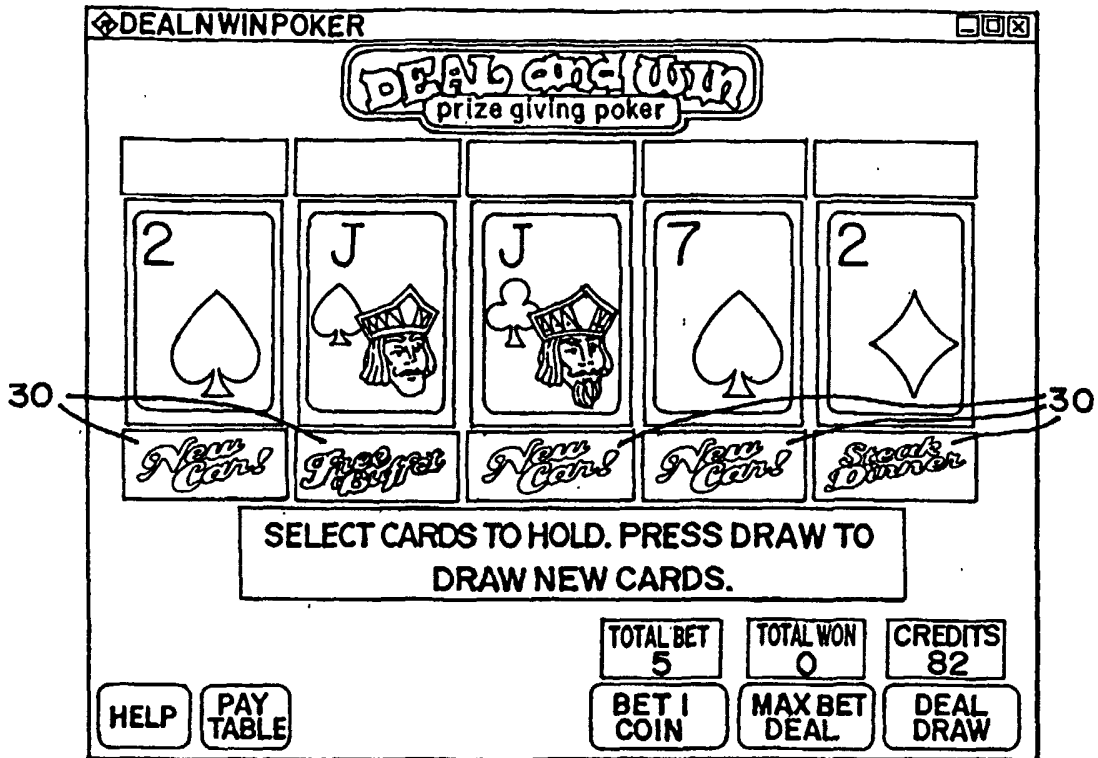 DEALNWINPOKER
DEAL and WIN
prize giving poker
2 J J 7 2
30 30
New Car! Free Buffet New Car! New Car! Steak Dinner
SELECT CARDS TO HOLD. PRESS DRAW TO
DRAW NEW CARDS.
TOTAL BET TOTAL WON CREDITS
5 0 82
HELP PAY TABLE BET 1 COIN MAX BET DEAL DEAL DRAW